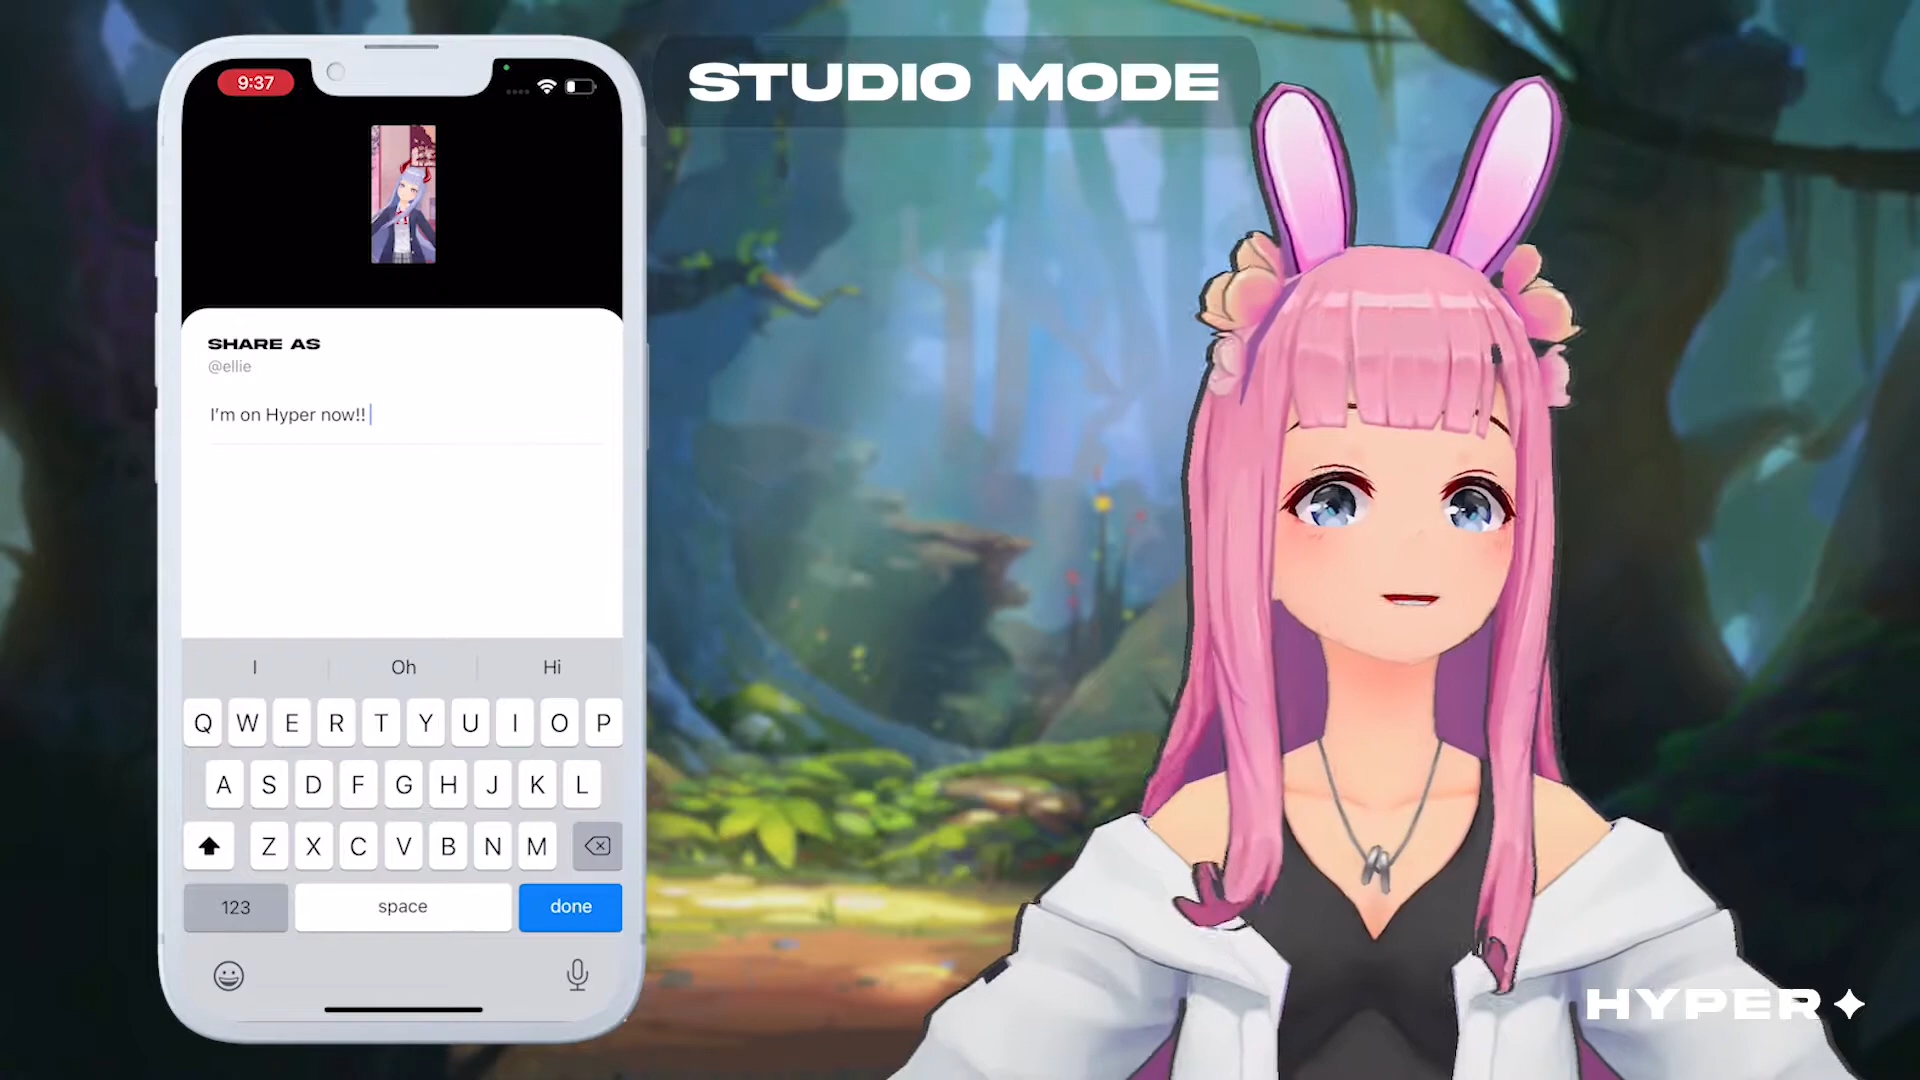 STUDIO MODE
9:37
SHARE AS
@ellie
I'm on Hyper now!!
I Oh Hi
Q W E R T Y U I O P
A S D F G H J K L
Z X C V B N M
123 space done
HYPER